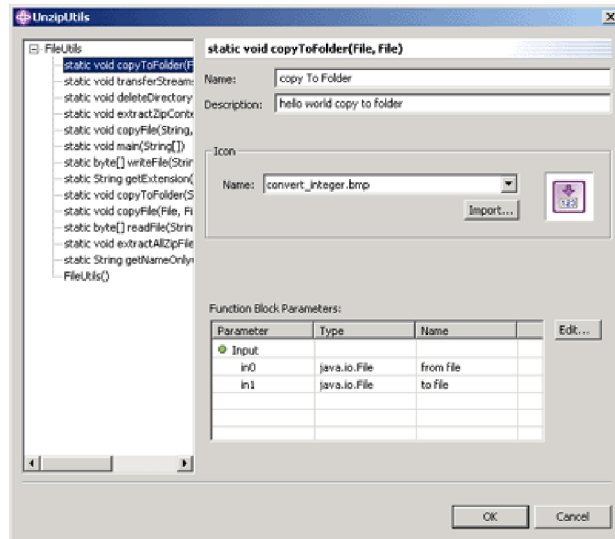 UnzipUtils
FileUtils
static void copyToFolder(F
static void transferStream:
static void deleteDirectory
static void extractZipConte
static void copyFile(String,
static void main(String[])
static byte[] writeFile(Strin
static String getExtension(
static void copyToFolder(S
static void copyFile(File, Fi
static byte[] readFile(Strin
static void extractAllZipFile
static String getNameOnly
FileUtils()
static void copyToFolder(File, File)
Name: copy To Folder
Description: hello world copy to folder
Icon
Name: convert_integer.bmp
Import...
123
Function Block Parameters:
Parameter Type Name
Input
in0 java.io.File from file
in1 java.io.File to file
Edit...
OK Cancel